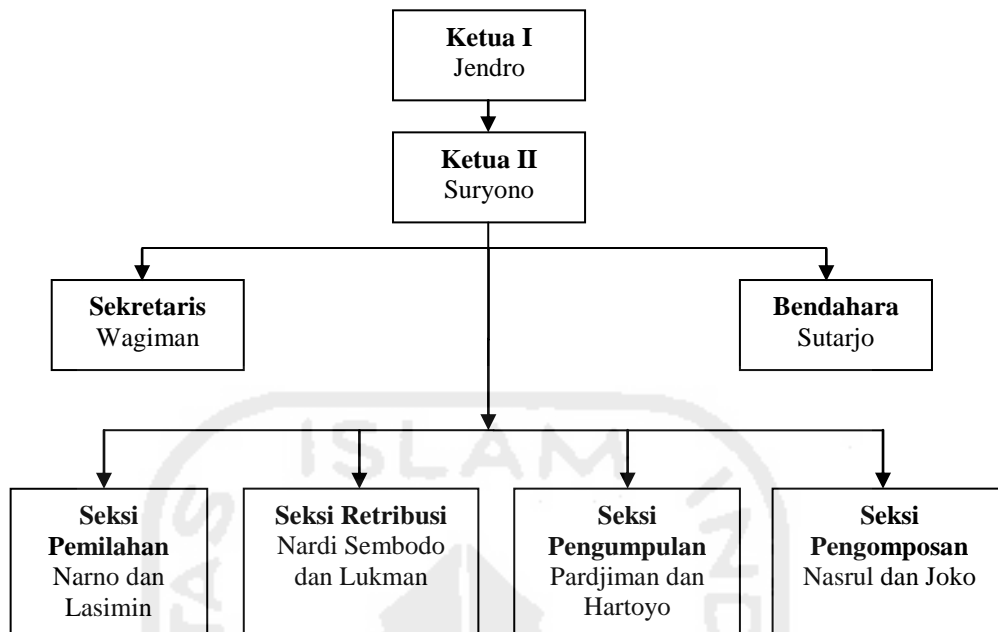 Ketua I
Jendro
Ketua II
Suryono
Sekretaris
Wagiman
Bendahara
Sutarjo
Seksi
Pemilahan
Narno dan
Lasimin
Seksi Retribusi
Nardi Sembodo
dan Lukman
Seksi
Pengumpulan
Pardjiman dan
Hartoyo
Seksi
Pengomposan
Nasrul dan Joko
ISLAM